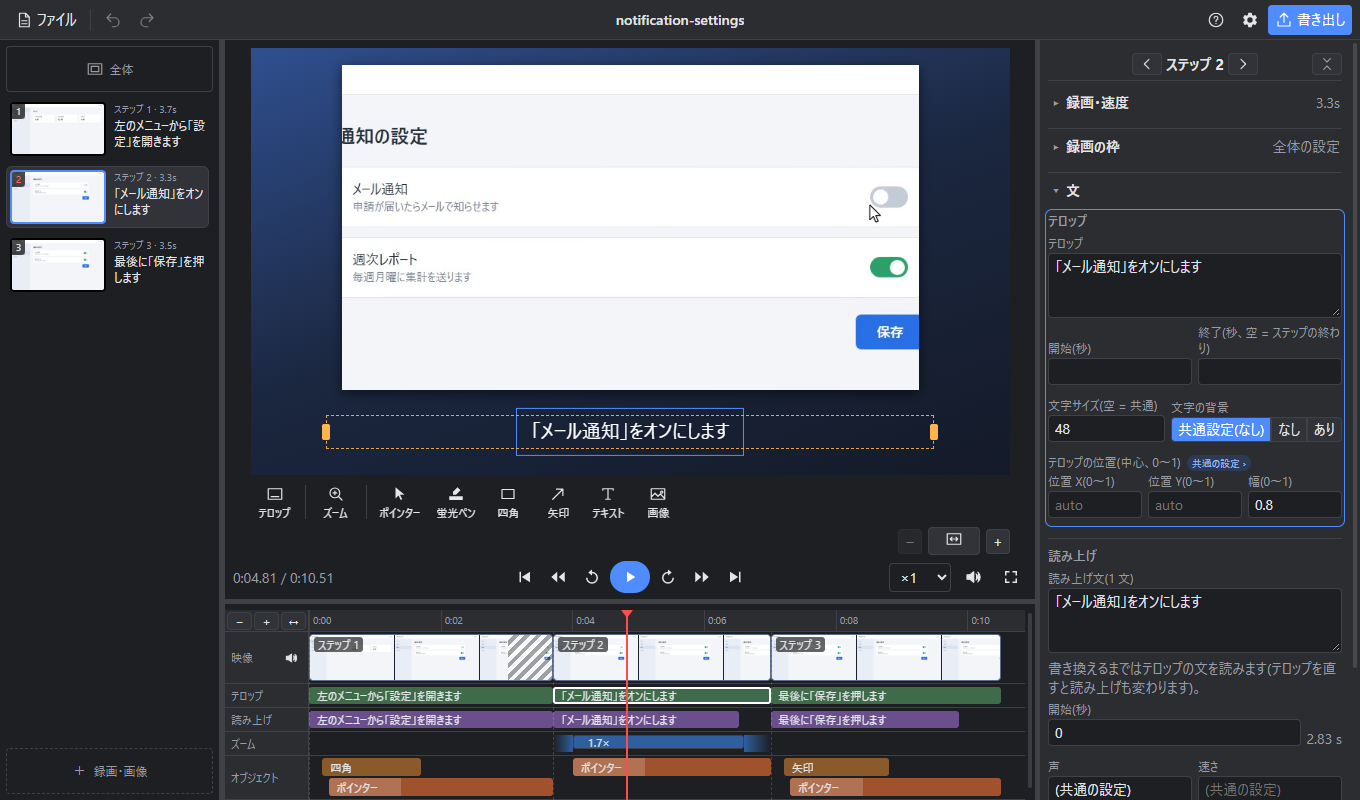 ファイル
notification-settings
書き出し
全体
1
ステップ 1 · 3.7s
左のメニューから「設定」を開きます
2
ステップ 2 · 3.3s
「メール通知」をオンにします
3
ステップ 3 · 3.5s
最後に「保存」を押します
+ 録画・画像
通知の設定
メール通知
申請が届いたらメールで知らせます
週次レポート
毎週月曜に集計を送ります
保存
「メール通知」をオンにします
テロップ
ズーム
ポインター
蛍光ペン
四角
矢印
テキスト
画像
0:04.81 / 0:10.51
×1
0:00
0:02
0:04
0:06
0:08
0:10
映像
ステップ 1
ステップ 2
ステップ 3
テロップ
左のメニューから「設定」を開きます
「メール通知」をオンにします
最後に「保存」を押します
読み上げ
左のメニューから「設定」を開きます
「メール通知」をオンにします
最後に「保存」を押します
ズーム
1.7×
オブジェクト
四角
ポインター
矢印
ポインター
ポインター
ステップ 2
録画・速度
3.3s
録画の枠
全体の設定
文
テロップ
テロップ
「メール通知」をオンにします
開始(秒)
終了(秒、空 = ステップの終わり)
文字サイズ(空 = 共通)
文字の背景
48
共通設定(なし)
なし
あり
テロップの位置(中心、0〜1)
共通の設定 ›
位置 X(0〜1)
位置 Y(0〜1)
幅(0〜1)
auto
auto
0.8
読み上げ
読み上げ文(1 文)
「メール通知」をオンにします
書き換えるまではテロップの文を読みます(テロップを直すと読み上げも変わります)。
開始(秒)
0
2.83 s
声
速さ
(共通の設定)
(共通の設定)